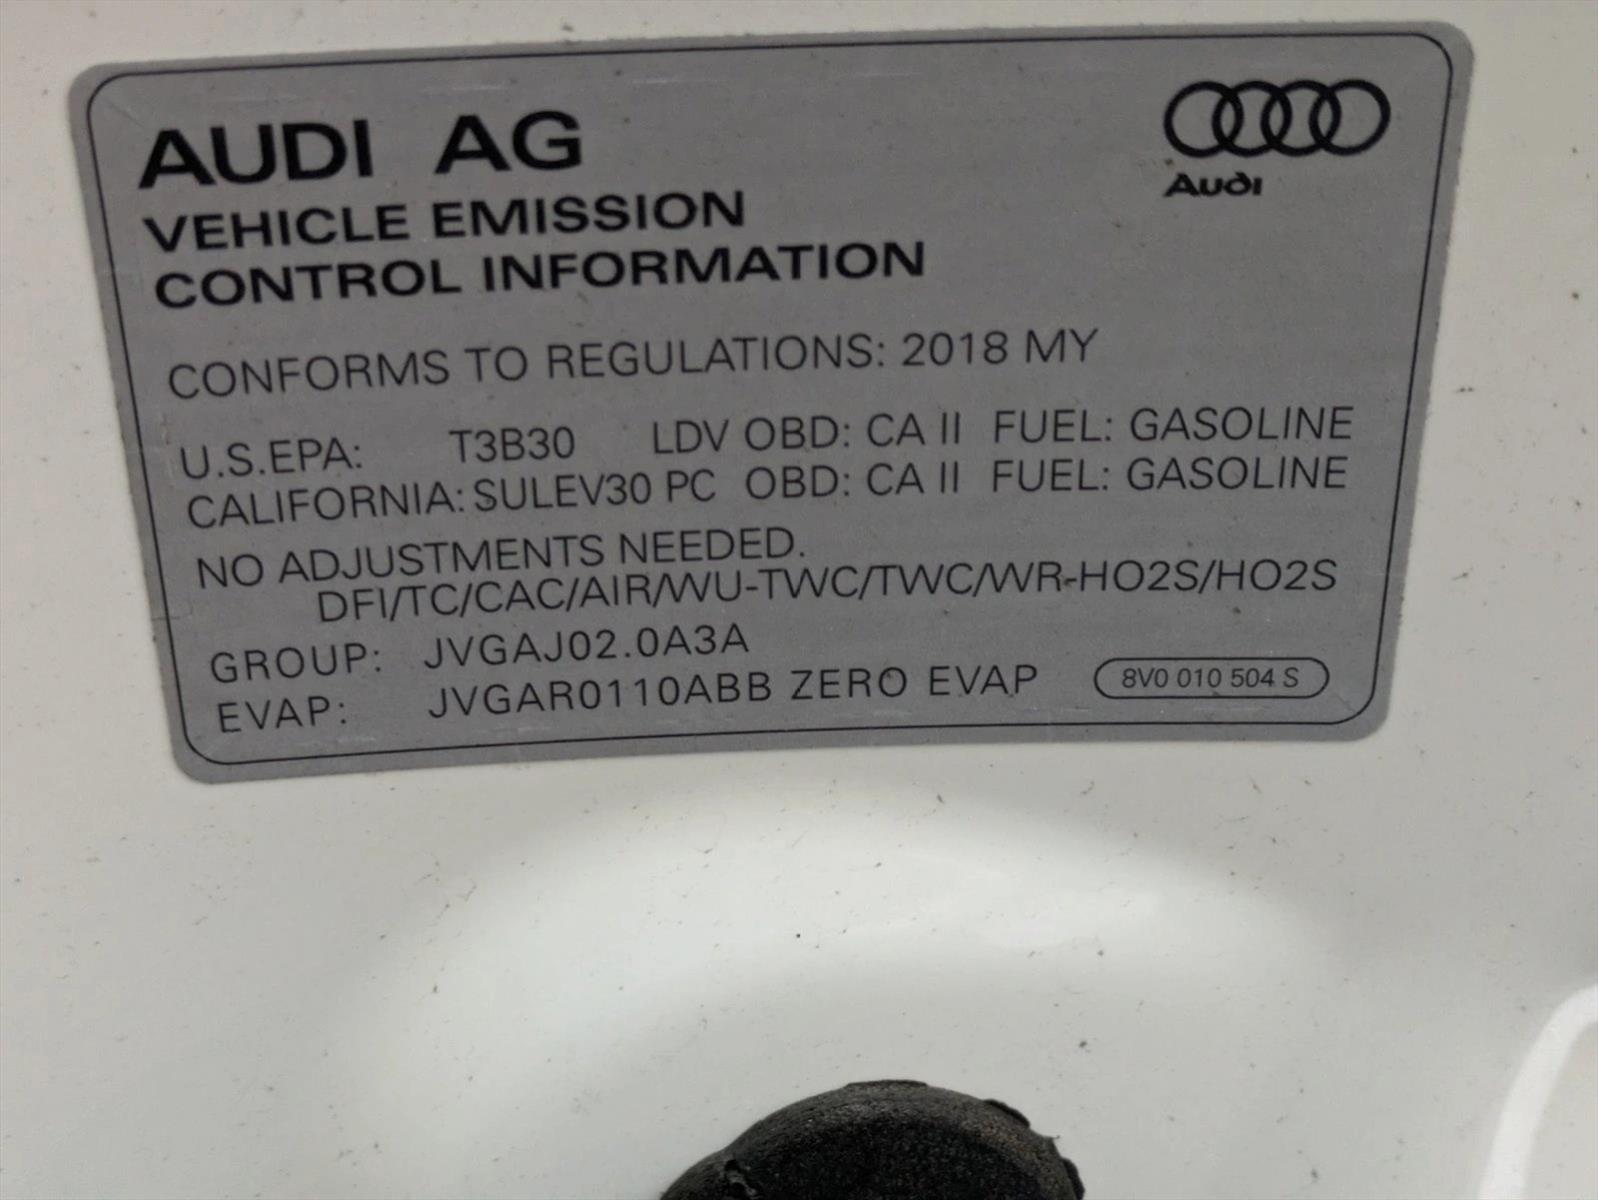 AUDI AG
Audi
VEHICLE EMISSION
CONTROL INFORMATION
CONFORMS TO REGULATIONS: 2018 MY
U.S.EPA: T3B30 LDV OBD: CA II FUEL: GASOLINE
CALIFORNIA: SULEV30 PC OBD: CA II FUEL: GASOLINE
NO ADJUSTMENTS NEEDED.
DFI/TC/CAC/AIR/WU-TWC/TWC/WR-HO2S/HO2S
GROUP: JVGAJ02.0A3A
EVAP: JVGAR0110ABB ZERO EVAP 8V0 010 504 S